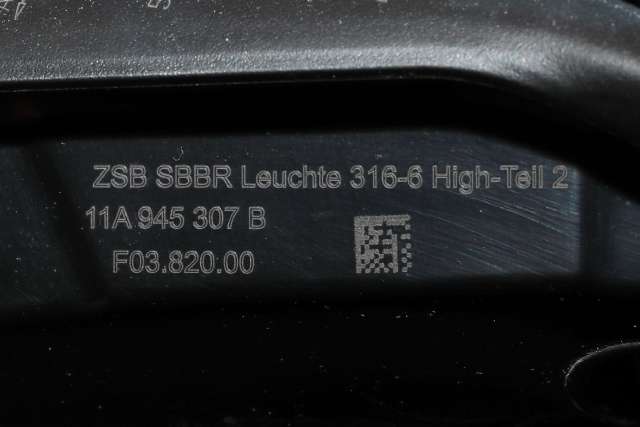 ZSB SBBR Leuchte 316-6 High-Teil 2
11A 945 307 B
F03.820.00